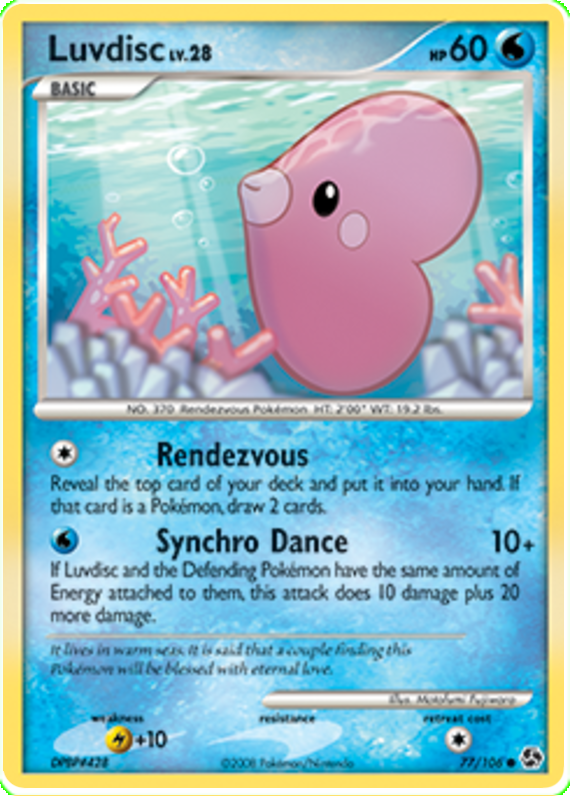 Luvdisc LV.28 HP 60
BASIC
NO. 370 Rendezvous Pokémon HT: 2'00" WT: 19.2 lbs.
Rendezvous
Reveal the top card of your deck and put it into your hand. If
that card is a Pokémon, draw 2 cards.
Synchro Dance 10+
If Luvdisc and the Defending Pokémon have the same amount of
Energy attached to them, this attack does 10 damage plus 20
more damage.
It lives in warm seas. It is said that a couple finding this
Pokémon will be blessed with eternal love.
Illus. Motofumi Fujiwara
weakness resistance retreat cost
+10
DPBP#428 ©2008 Pokémon/Nintendo 77/106